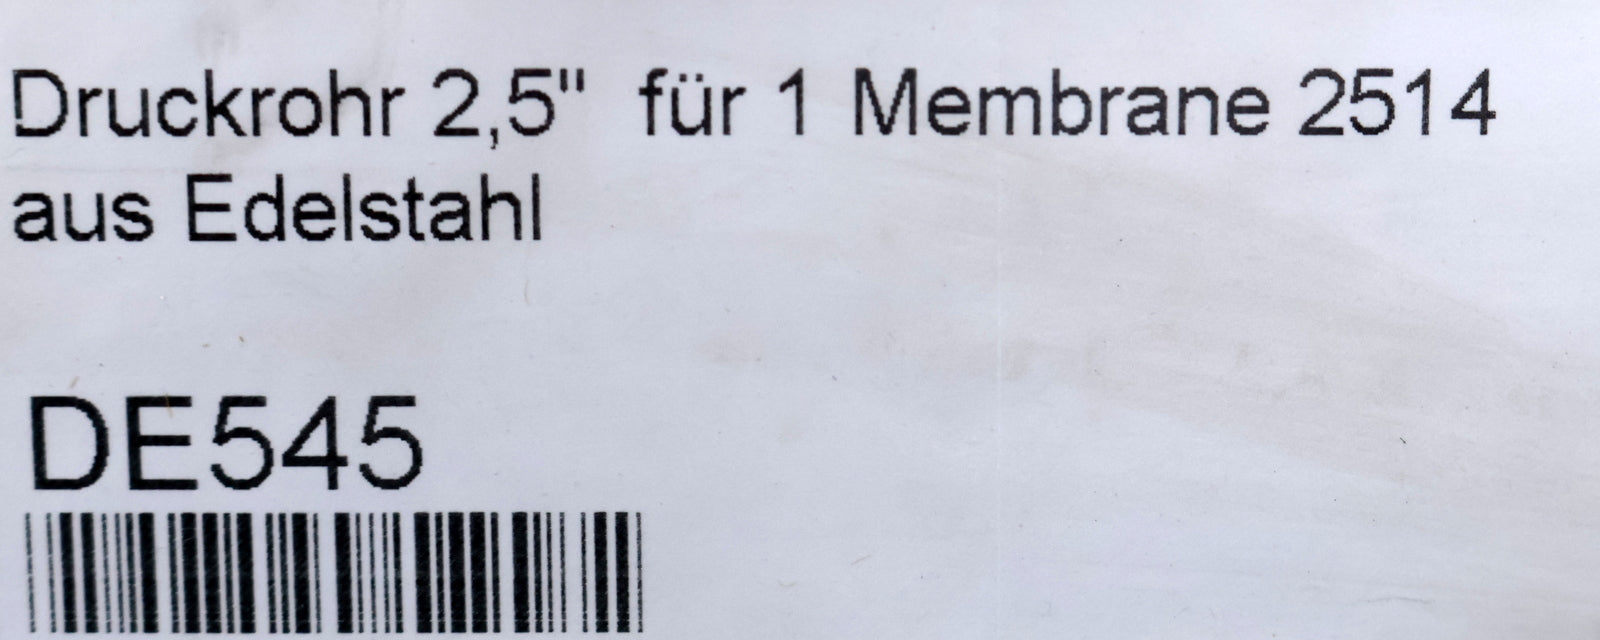 Druckrohr 2,5" für 1 Membrane 2514
aus Edelstahl
DE545